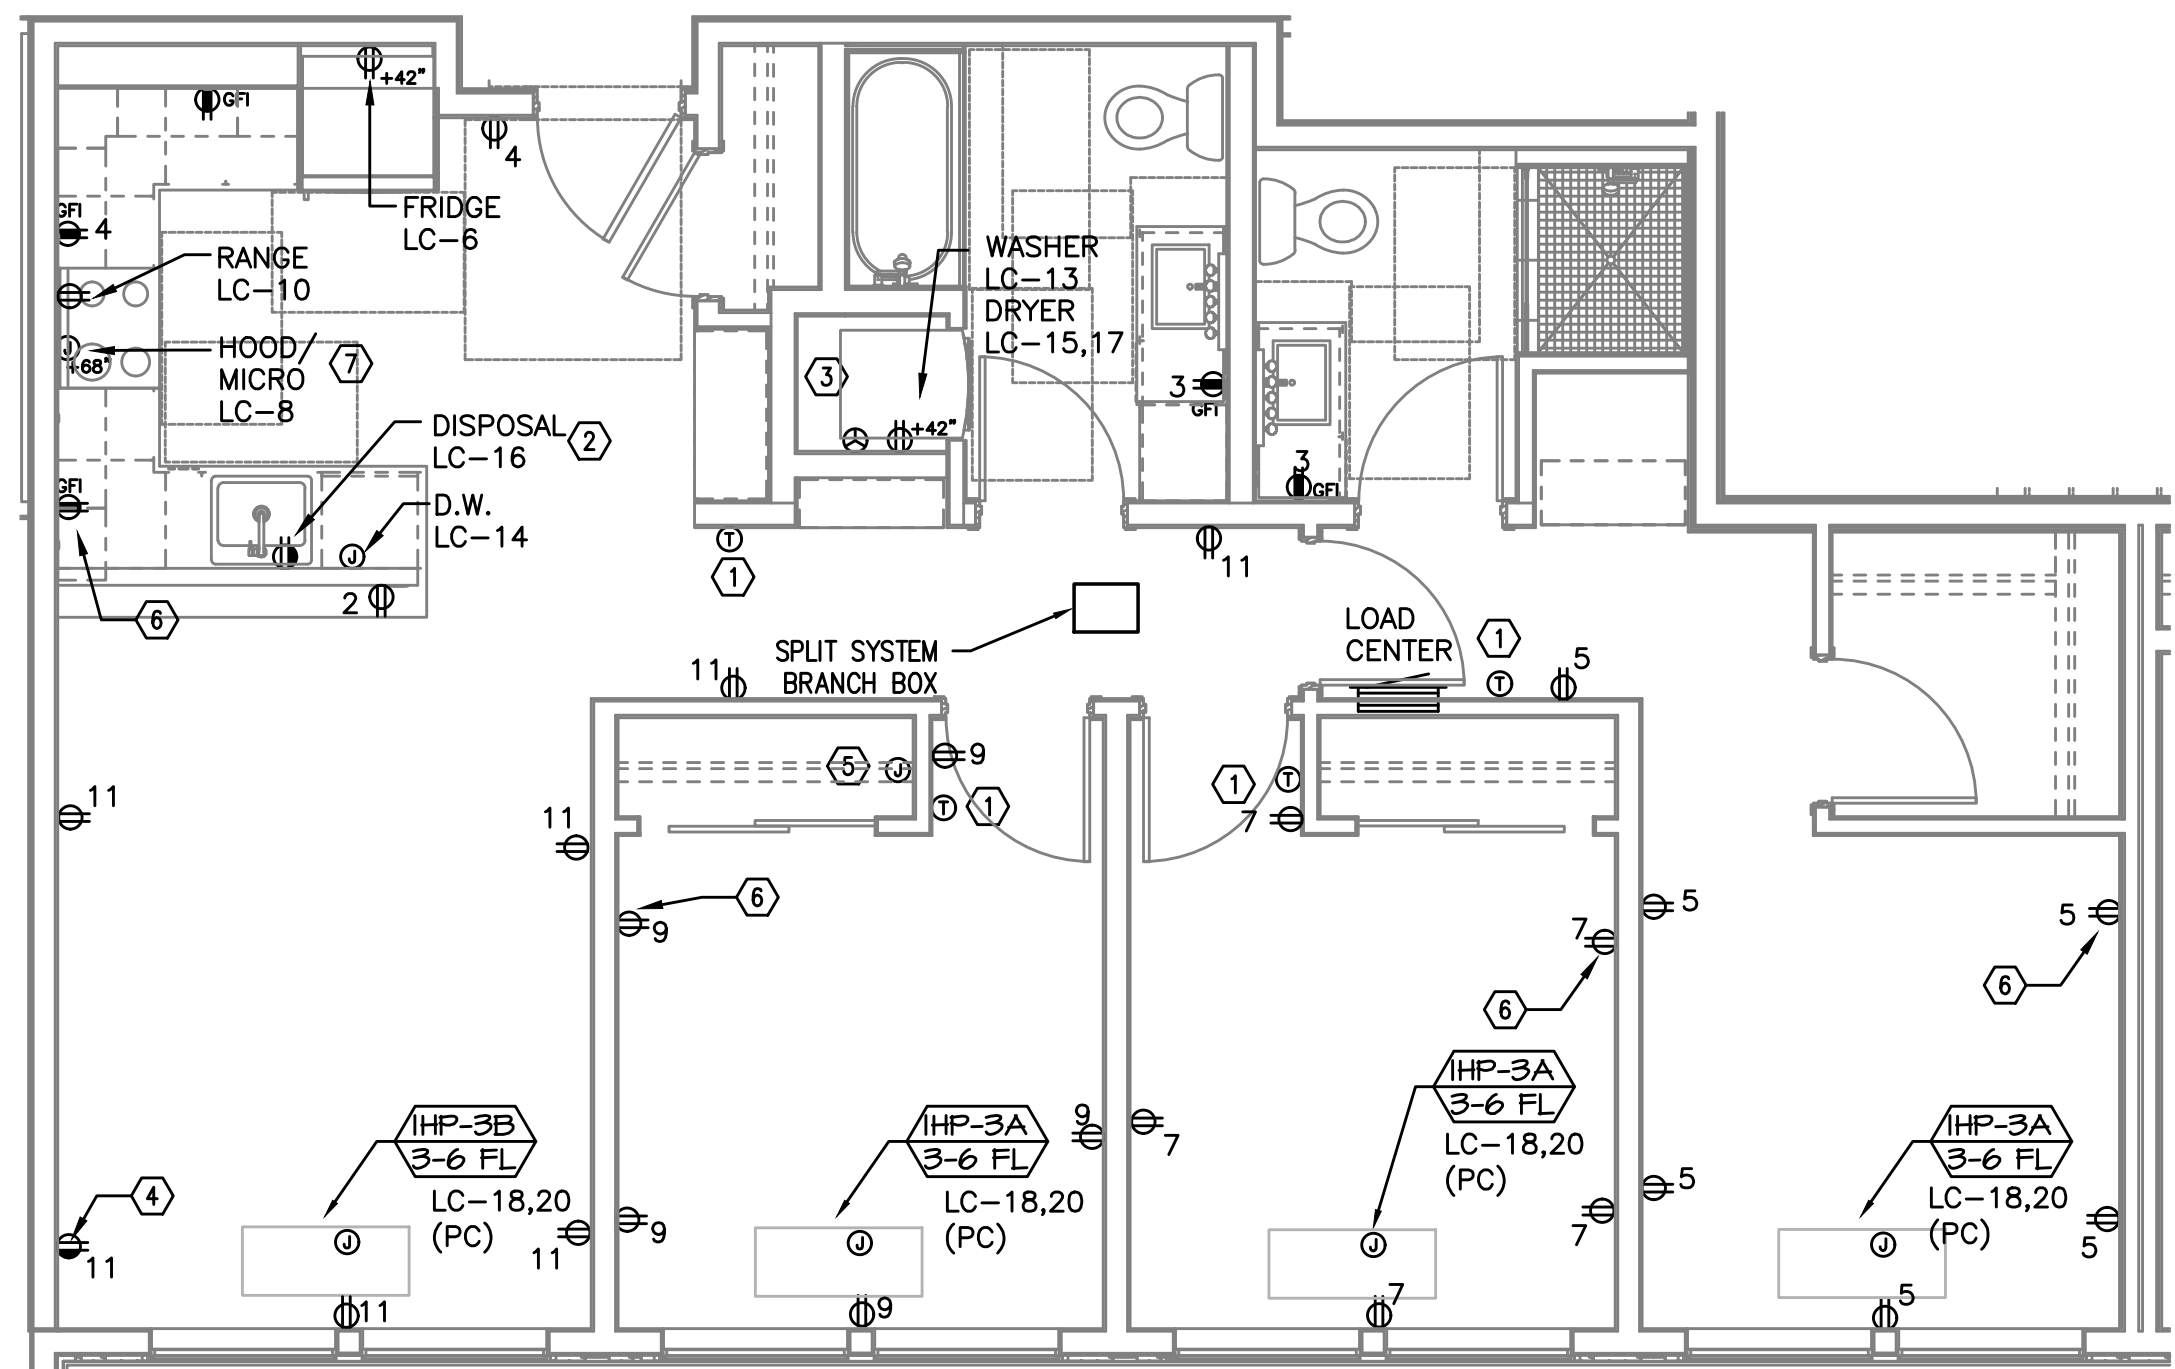 +42"
GFI
4
FRIDGE
LC-6
GFI
4
RANGE
LC-10
WASHER
LC-13
DRYER
LC-15,17
J
+68"
HOOD/
MICRO
LC-8
7
3
3
GFI
DISPOSAL
LC-16
2
+42"
3
GFI
GFI
D.W.
LC-14
J
T
1
11
2
6
LOAD
CENTER
1
SPLIT SYSTEM
BRANCH BOX
11
T
5
5
J
9
T
1
1
T
7
11
11
6
9
7
5
5
6
6
IHP-3A
3-6 FL
LC-18,20
(PC)
IHP-3B
3-6 FL
LC-18,20
(PC)
IHP-3A
3-6 FL
LC-18,20
(PC)
9
7
IHP-3A
3-6 FL
LC-18,20
(PC)
4
11
J
11
11
9
J
9
7
J
7
5
5
J
5